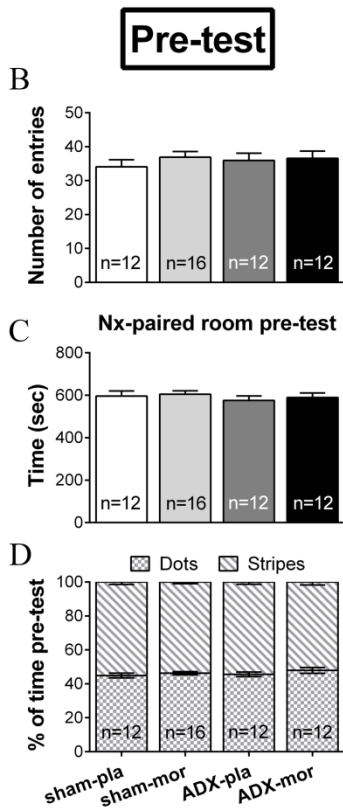 Pre-test
B
Number of entries
50
40
30
20
10
0
n=12 n=16 n=12 n=12
C
Nx-paired room pre-test
Time (sec)
800
600
400
200
0
n=12 n=16 n=12 n=12
D
Dots Stripes
% of time pre-test
100
80
60
40
20
0
n=12 n=16 n=12 n=12
sham-pla sham-mor ADX-pla ADX-mor